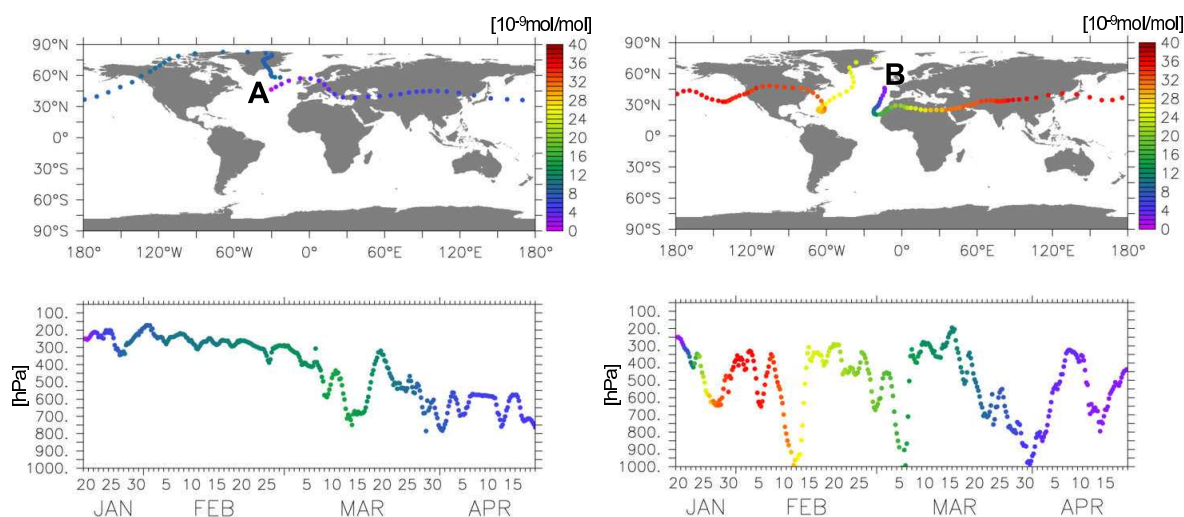 [10⁻⁹mol/mol] [10⁻⁹mol/mol]
90°N 40 90°N 40
60°N 36 60°N 36
32 32
30°N 28 30°N 28
24 24
0° 20 0° 20
16 16
30°S 12 30°S 12
60°S 8 60°S 8
4 4
90°S 0 90°S 0
180° 120°W 60°W 0° 60°E 120°E 180° 180° 120°W 60°W 0° 60°E 120°E 180°
A B
100. 100.
200. 200.
300. 300.
400. 400.
[hPa] 500. [hPa] 500.
600. 600.
700. 700.
800. 800.
900. 900.
1000. 1000.
20 25 30 5 10 15 20 25 5 10 15 20 25 30 5 10 15 20 25 30 5 10 15 20 25 5 10 15 20 25 30 5 10 15
JAN FEB MAR APR JAN FEB MAR APR